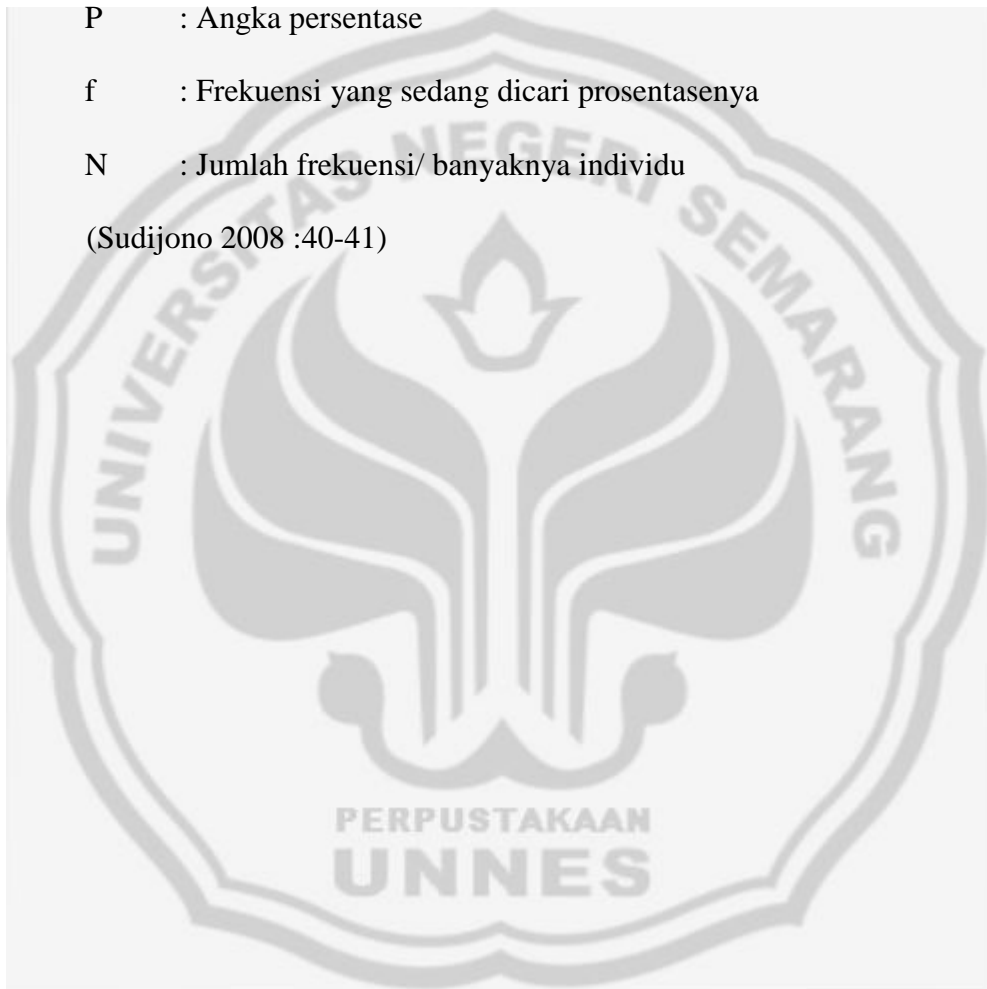 P : Angka persentase
f : Frekuensi yang sedang dicari prosentasenya
N : Jumlah frekuensi/ banyaknya individu
(Sudijono 2008 :40-41)
UNIVERSITAS NEGERI SEMARANG
PERPUSTAKAAN
UNNES